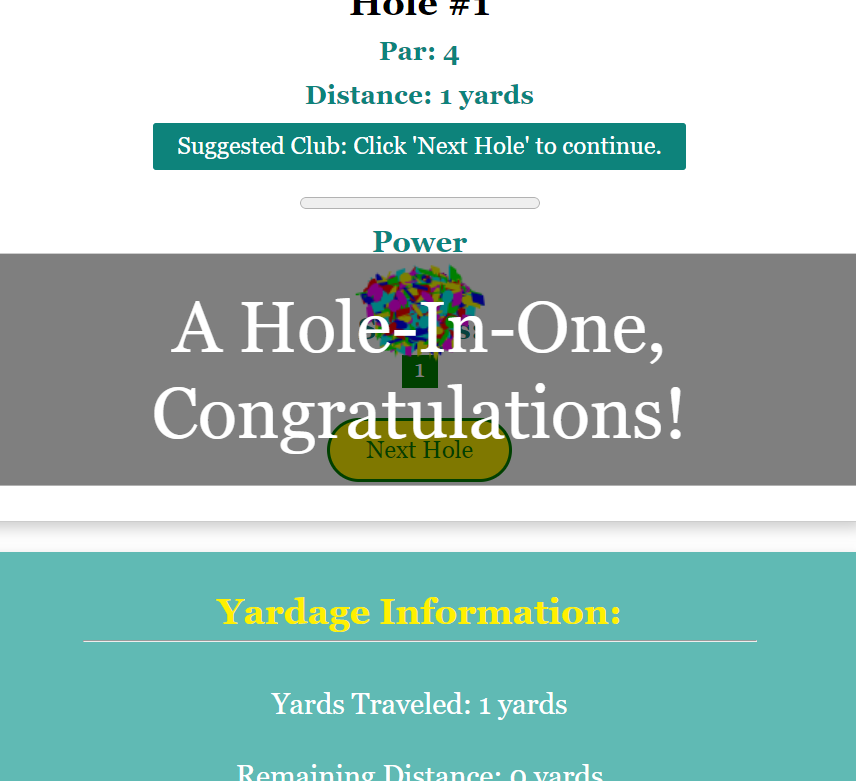 Hole #1
Par: 4
Distance: 1 yards
Suggested Club: Click 'Next Hole' to continue.
Power
A Hole-In-One,
1
Congratulations!
Next Hole
Yardage Information:
Yards Traveled: 1 yards
Remaining Distance: 0 yards